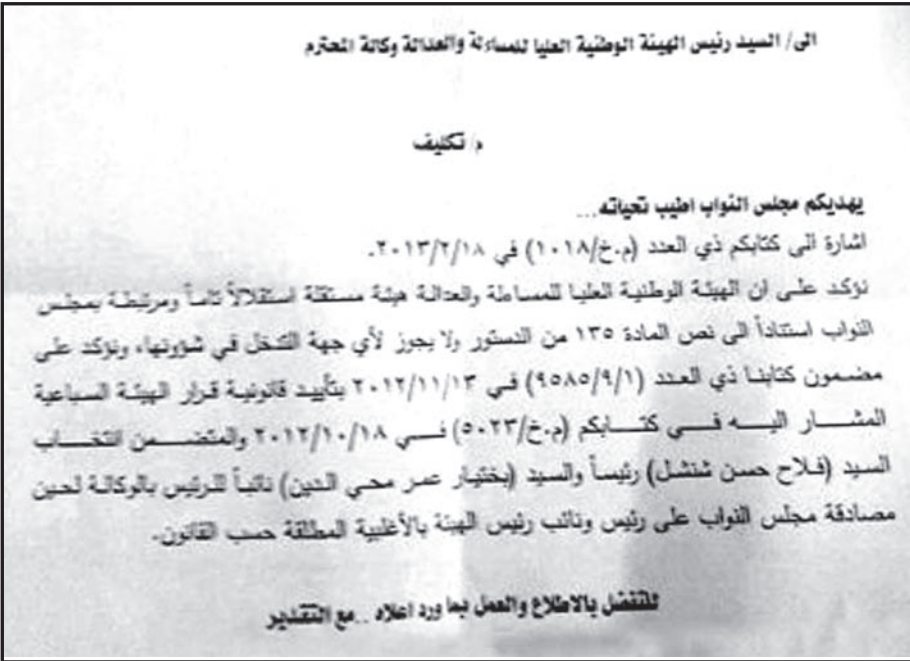 الى/ السيد رئيس الهيئة الوطنية العليا للمساءلة والعدالة وكالة المحترم
م/ تكليف
يهديكم مجلس النواب اطيب تحياته...
اشارة الى كتابكم ذي العدد (م.خ/١٠١٨) في ٢٠١٣/٢/١٨.
نؤكد على ان الهيئة الوطنية العليا للمساءلة والعدالة هيئة مستقلة استقلالاً تاماً ومرتبطة بمجلس
النواب استناداً الى نص المادة ١٣٥ من الدستور ولا يجوز لأي جهة التدخل في شؤونها، ونؤكد على
مضمون كتابنا ذي العدد (٩٥٨٥/٩/١) في ٢٠١٢/١١/١٣ بتأييد قانونية قرار الهيئة السباعية
المشار اليه في كتابكم (م.خ/٥٠٢٣) في ٢٠١٢/١٠/١٨ والمتضمن انتخاب
السيد (فلاح حسن شنشل) رئيساً والسيد (بختيار عمر محي الدين) نائباً للرئيس بالوكالة لحين
مصادقة مجلس النواب على رئيس ونائب رئيس الهيئة بالأغلبية المطلقة حسب القانون.
للتفضل بالاطلاع والعمل بما ورد اعلاه ..مع التقدير